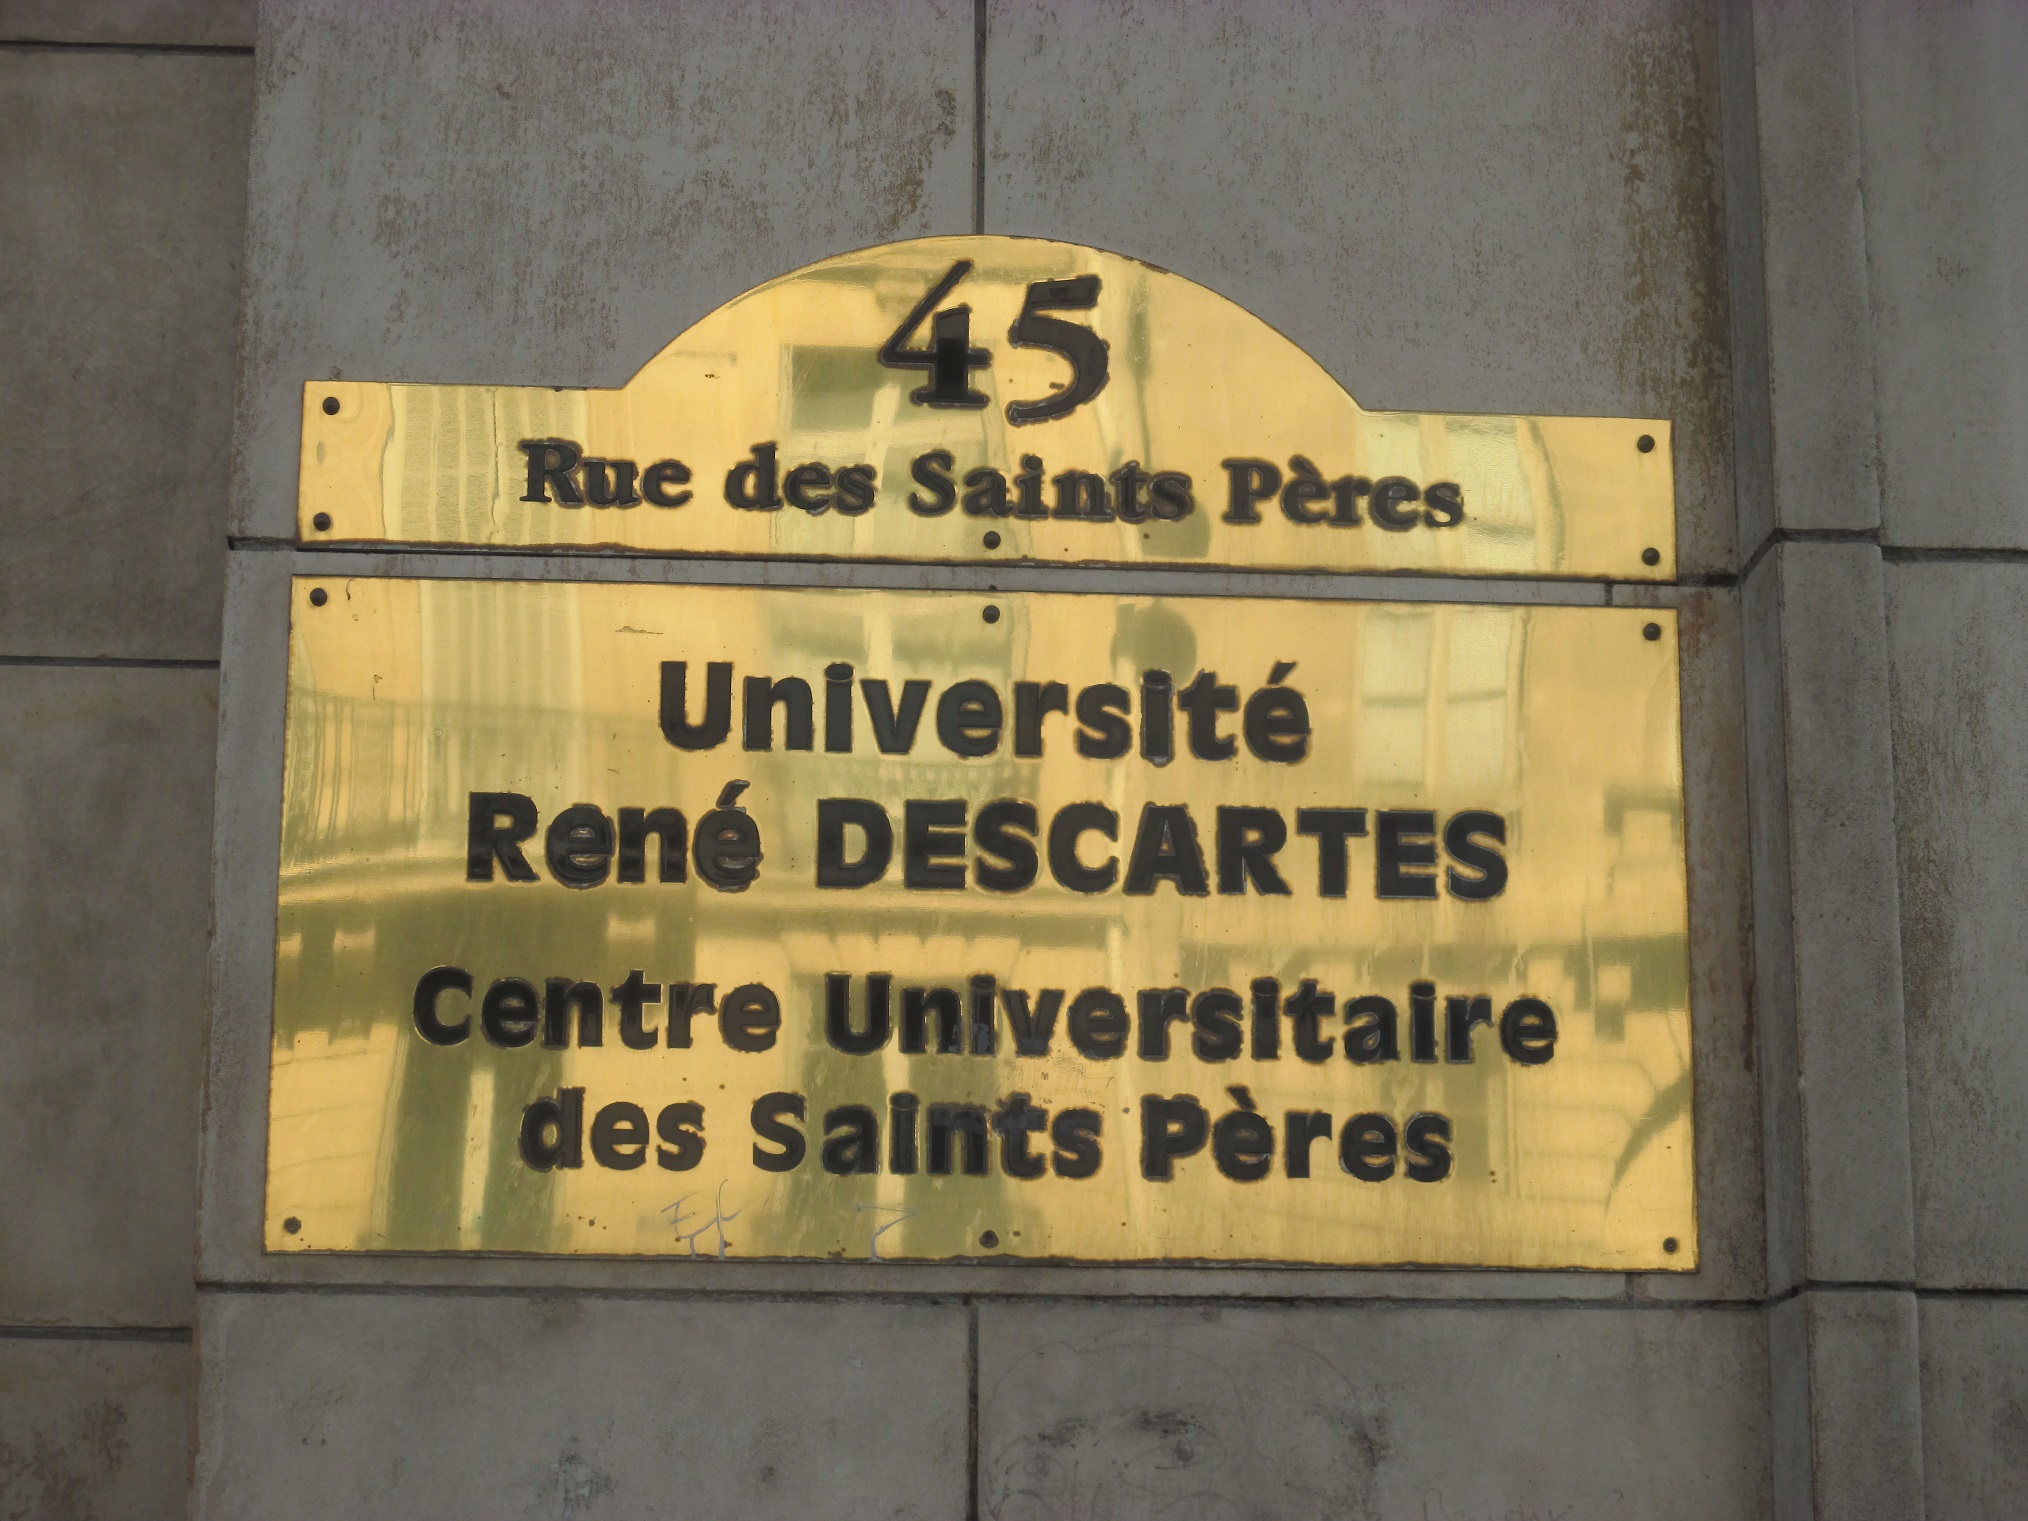 45
Rue des Saints Pères
Université
René DESCARTES
Centre Universitaire
des Saints Pères